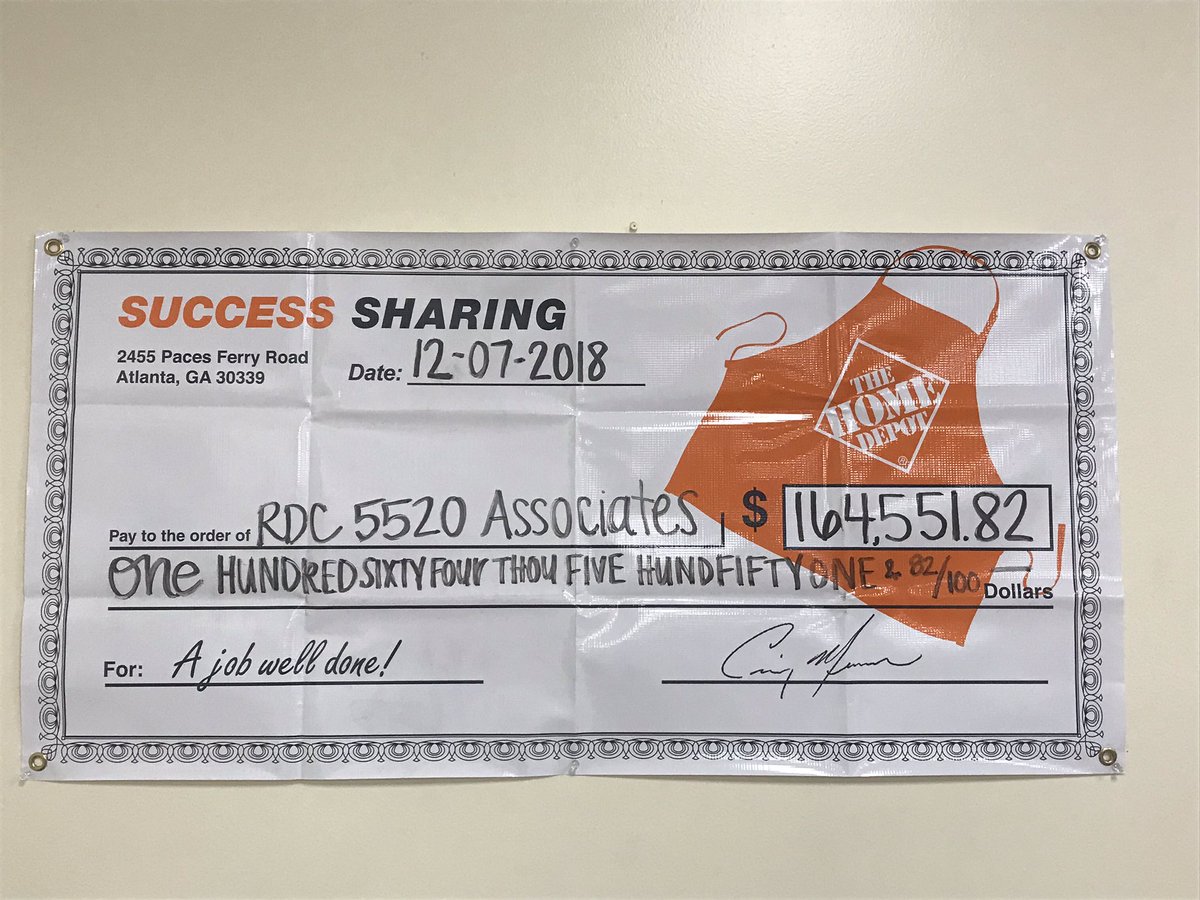 SUCCESS SHARING
2455 Paces Ferry Road
Atlanta, GA 30339
Date: 12-07-2018
THE
HOME
DEPOT
®
Pay to the order of RDC 5520 Associates $ 164,551.82
One HUNDRED SIXTY FOUR THOU FIVE HUND FIFTY ONE & 82/100 Dollars
For: A job well done!